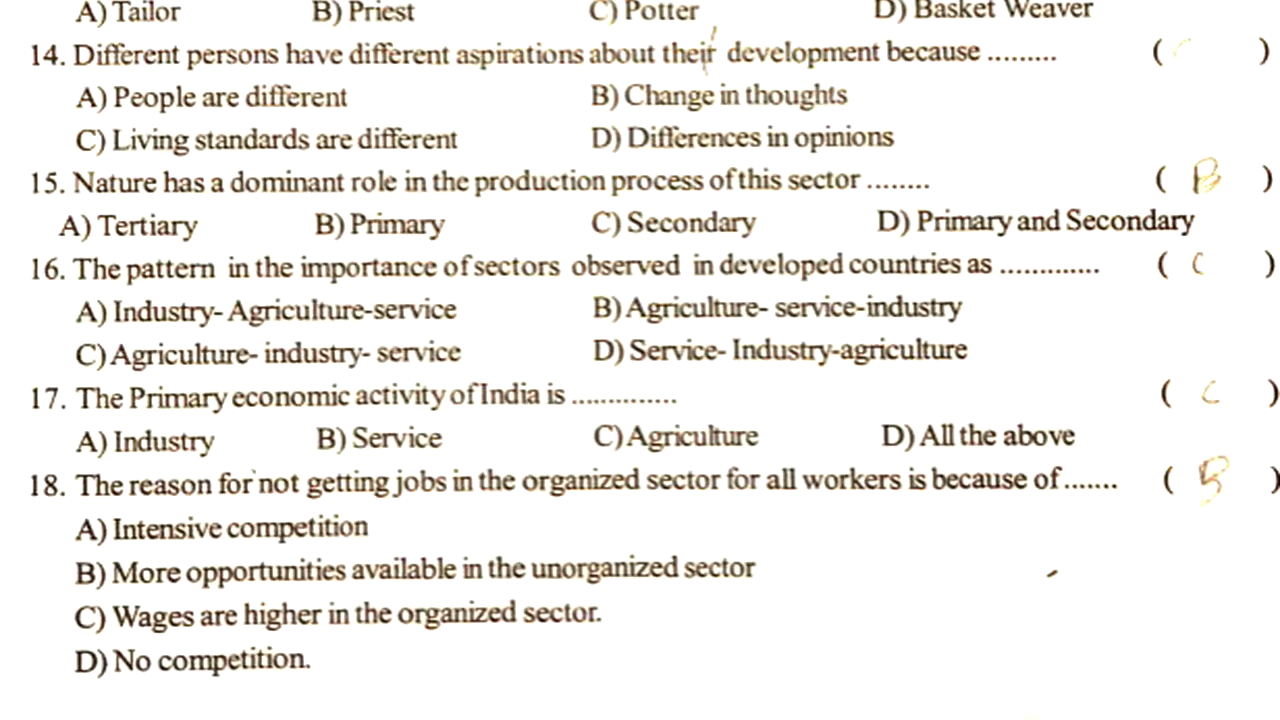 A) Tailor B) Priest C) Potter D) Basket Weaver
14. Different persons have different aspirations about their development because ......... ( )
A) People are different B) Change in thoughts
C) Living standards are different D) Differences in opinions
15. Nature has a dominant role in the production process of this sector ........ ( B )
A) Tertiary B) Primary C) Secondary D) Primary and Secondary
16. The pattern in the importance of sectors observed in developed countries as ............. ( C )
A) Industry- Agriculture-service B) Agriculture- service-industry
C) Agriculture- industry- service D) Service- Industry-agriculture
17. The Primary economic activity of India is .............. ( C )
A) Industry B) Service C) Agriculture D) All the above
18. The reason for not getting jobs in the organized sector for all workers is because of ....... ( B )
A) Intensive competition
B) More opportunities available in the unorganized sector
C) Wages are higher in the organized sector.
D) No competition.